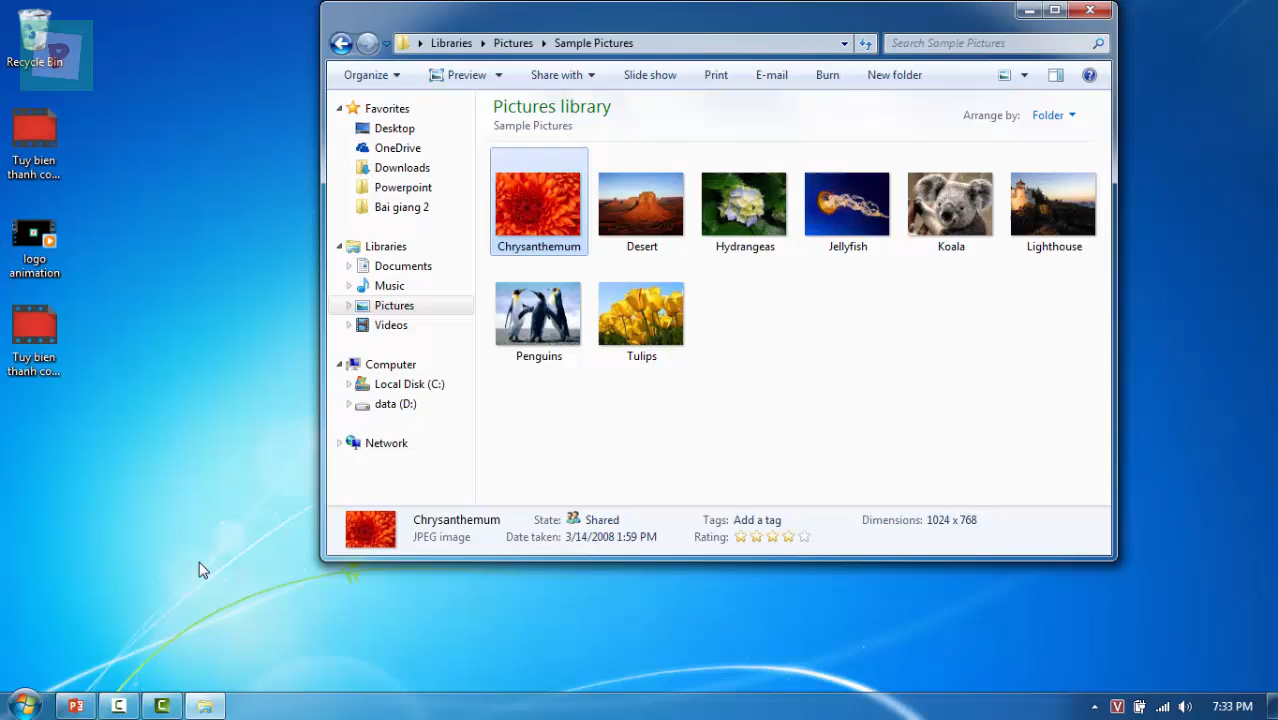 Recycle Bin
Tuy bien
thanh co...
logo
animation
Tuy bien
thanh co...
Libraries
Pictures
Sample Pictures
Search Sample Pictures
Organize
Preview
Share with
Slide show
Print
E-mail
Burn
New folder
Favorites
Desktop
OneDrive
Downloads
Powerpoint
Bai giang 2
Libraries
Documents
Music
Pictures
Videos
Computer
Local Disk (C:)
data (D:)
Network
Pictures library
Sample Pictures
Arrange by: Folder
Chrysanthemum
Desert
Hydrangeas
Jellyfish
Koala
Lighthouse
Penguins
Tulips
Chrysanthemum
JPEG image
State: Shared
Date taken: 3/14/2008 1:59 PM
Tags: Add a tag
Rating:
Dimensions: 1024 x 768
7:33 PM